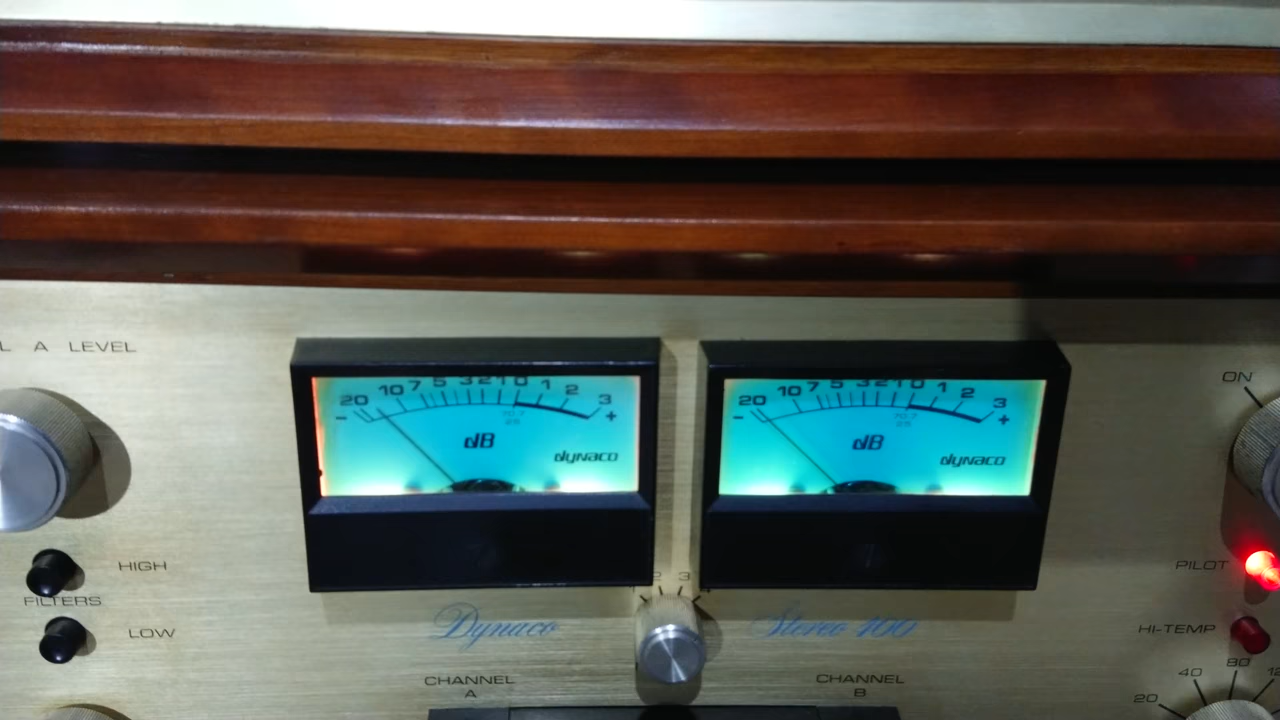 L A LEVEL
20 10 7 5 3 2 1 0 1 2 3
- +
dB
dynaco
20 10 7 5 3 2 1 0 1 2 3
- +
dB
dynaco
ON
HIGH
FILTERS
LOW
2 3
Dynaco Stereo 400
CHANNEL
A
CHANNEL
B
PILOT
HI-TEMP
20 40 80 12